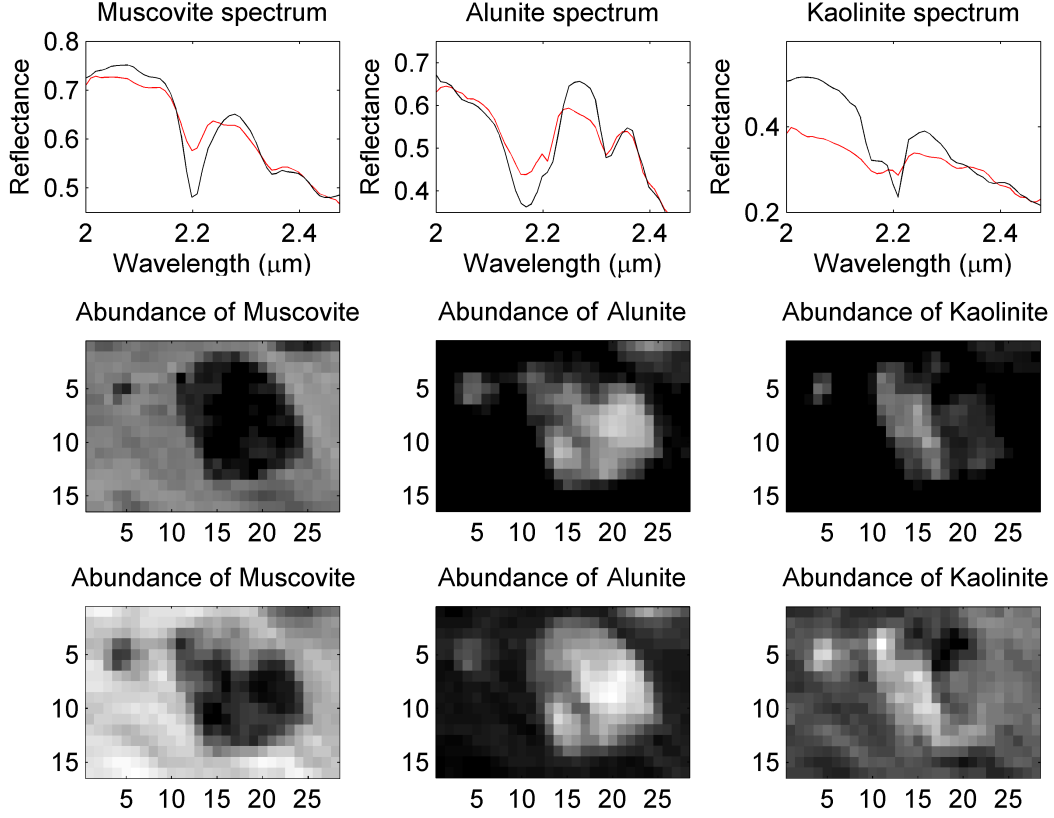 Muscovite spectrum
Alunite spectrum
Kaolinite spectrum
0.8
0.7
0.6
0.5
Reflectance
2
2.2
2.4
Wavelength (μm)
0.7
0.6
0.5
0.4
Reflectance
2
2.2
2.4
Wavelength (μm)
0.4
0.2
Reflectance
2
2.2
2.4
Wavelength (μm)
Abundance of Muscovite
Abundance of Alunite
Abundance of Kaolinite
5
10
15
5 10 15 20 25
5
10
15
5 10 15 20 25
5
10
15
5 10 15 20 25
Abundance of Muscovite
Abundance of Alunite
Abundance of Kaolinite
5
10
15
5 10 15 20 25
5
10
15
5 10 15 20 25
5
10
15
5 10 15 20 25